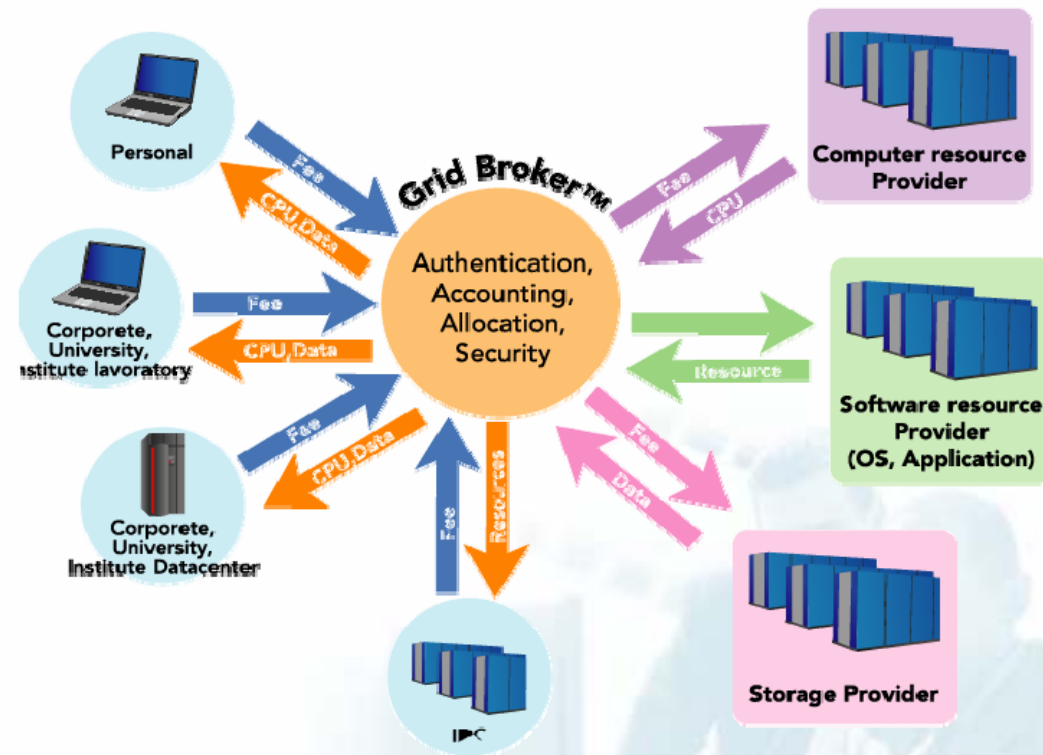 Personal
Fee
CPU,Data
Grid Broker™
Fee
CPU
Computer resource
Provider
Authentication,
Accounting,
Allocation,
Security
Corporete,
University,
nstitute lavoratory
Fee
CPU,Data
Resource
Software resource
Provider
(OS, Application)
Corporete,
University,
Institute Datacenter
Fee
CPU,Data
Fee
Resources
Fee
Data
Storage Provider